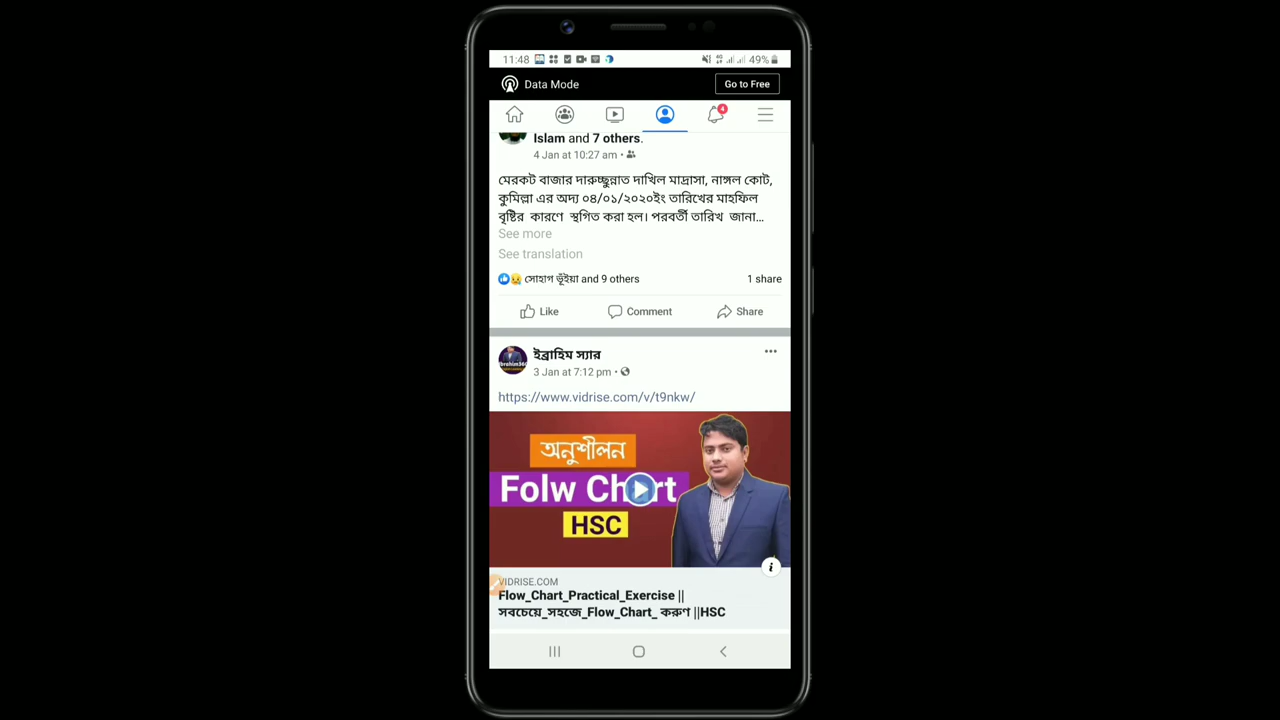 11:48 49%
Data Mode Go to Free
4
Islam and 7 others.
4 Jan at 10:27 am •
মেরকট বাজার দারুচ্ছুন্নাত দাখিল মাদ্রাসা, নাঙ্গল কোট,
কুমিল্লা এর অদ্য ০৪/০১/২০২০ইং তারিখের মাহফিল
বৃষ্টির কারণে স্থগিত করা হল। পরবর্তী তারিখ জানা...
See more
See translation
সোহাগ ভূঁইয়া and 9 others 1 share
Like Comment Share
ইব্রাহিম স্যার
3 Jan at 7:12 pm •
https://www.vidrise.com/v/t9nkw/
অনুশীলন
Folw Chart
HSC
VIDRISE.COM
Flow_Chart_Practical_Exercise ||
সবচেয়ে_সহজে_Flow_Chart_ করুণ ||HSC